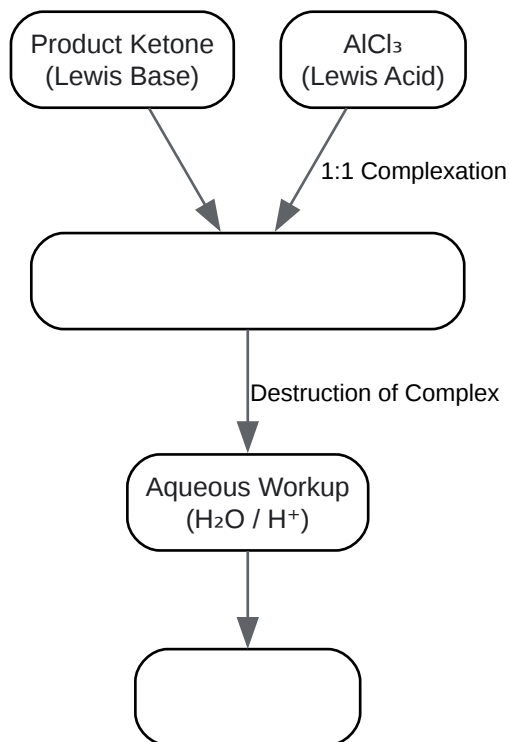 Product Ketone
(Lewis Base)
AlCl₃
(Lewis Acid)
1:1 Complexation
Destruction of Complex
Aqueous Workup
(H₂O / H⁺)